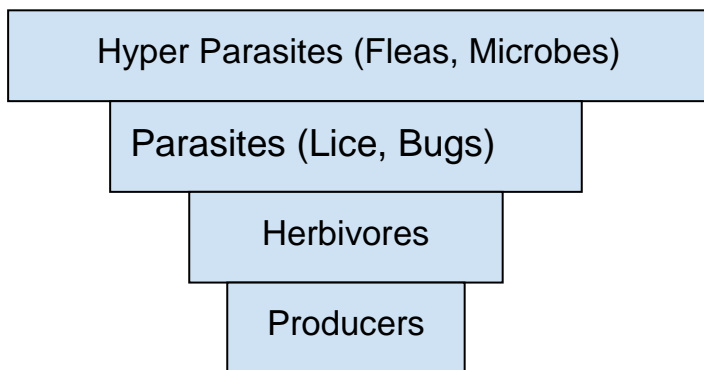 Hyper Parasites (Fleas, Microbes)
Parasites (Lice, Bugs)
Herbivores
Producers